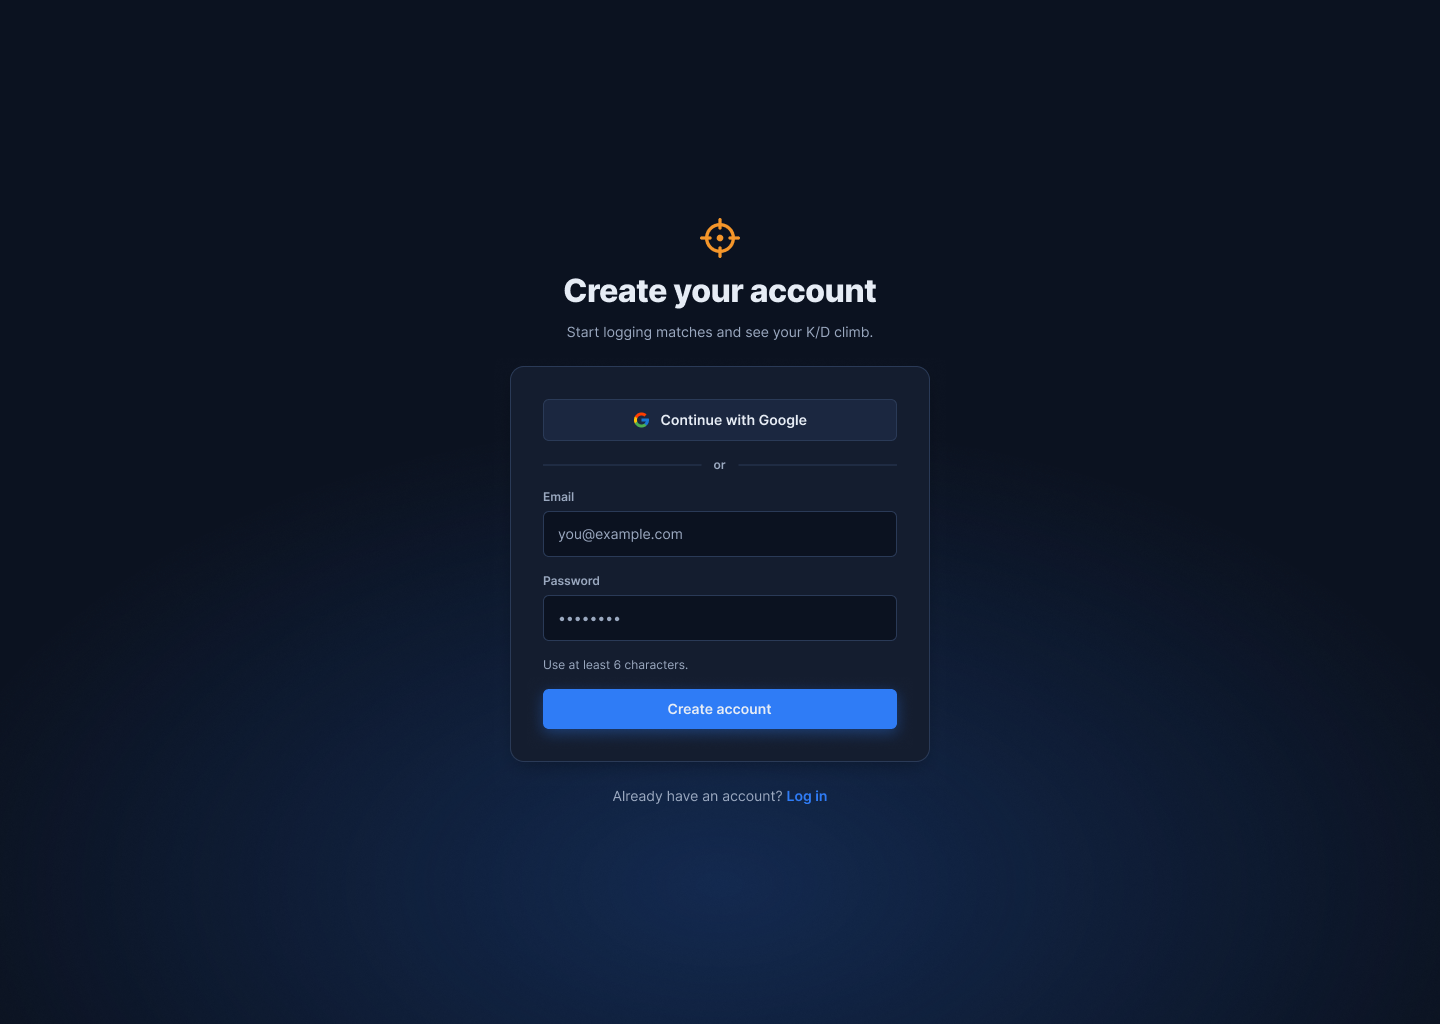 Create your account
Start logging matches and see your K/D climb.
Continue with Google
or
Email
you@example.com
Password
••••••••
Use at least 6 characters.
Create account
Already have an account? Log in